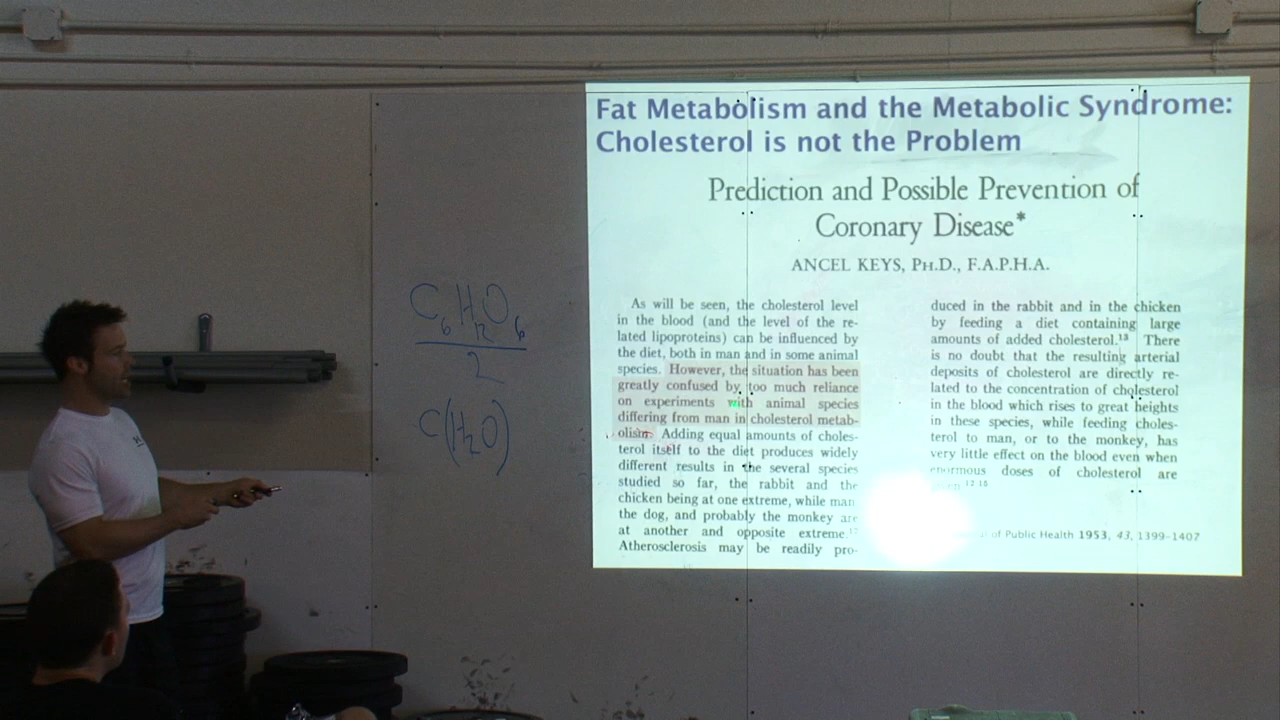 Fat Metabolism and the Metabolic Syndrome:
Cholesterol is not the Problem
Prediction and Possible Prevention of
Coronary Disease*
ANCEL KEYS, PH.D., F.A.P.H.A.
As will be seen, the cholesterol level
in the blood (and the level of the re-
lated lipoproteins) can be influenced by
the diet, both in man and in some animal
species. However, the situation has been
greatly confused by too much reliance
on experiments with animal species
differing from man in cholesterol metab-
olism. Adding equal amounts of choles-
terol itself to the diet produces widely
different results in the several species
studied so far, the rabbit and the
chicken being at one extreme, while man
the dog, and probably the monkey are
at another and opposite extreme.17
Atherosclerosis may be readily pro-
duced in the rabbit and in the chicken
by feeding a diet containing large
amounts of added cholesterol.18 There
is no doubt that the resulting arterial
deposits of cholesterol are directly re-
lated to the concentration of cholesterol
in the blood which rises to great heights
in these species, while feeding choles-
terol to man, or to the monkey, has
very little effect on the blood even when
enormous doses of cholesterol are
of Public Health 1953, 43, 1399-1407
C6H12O6
2
C(H2O)